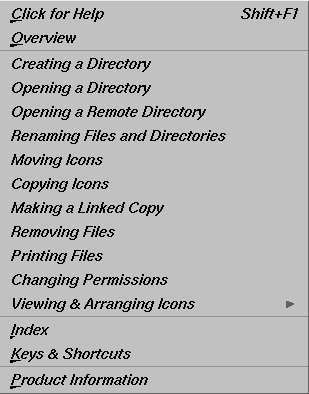 Click for Help Shift+F1
Overview
Creating a Directory
Opening a Directory
Opening a Remote Directory
Renaming Files and Directories
Moving Icons
Copying Icons
Making a Linked Copy
Removing Files
Printing Files
Changing Permissions
Viewing & Arranging Icons
Index
Keys & Shortcuts
Product Information